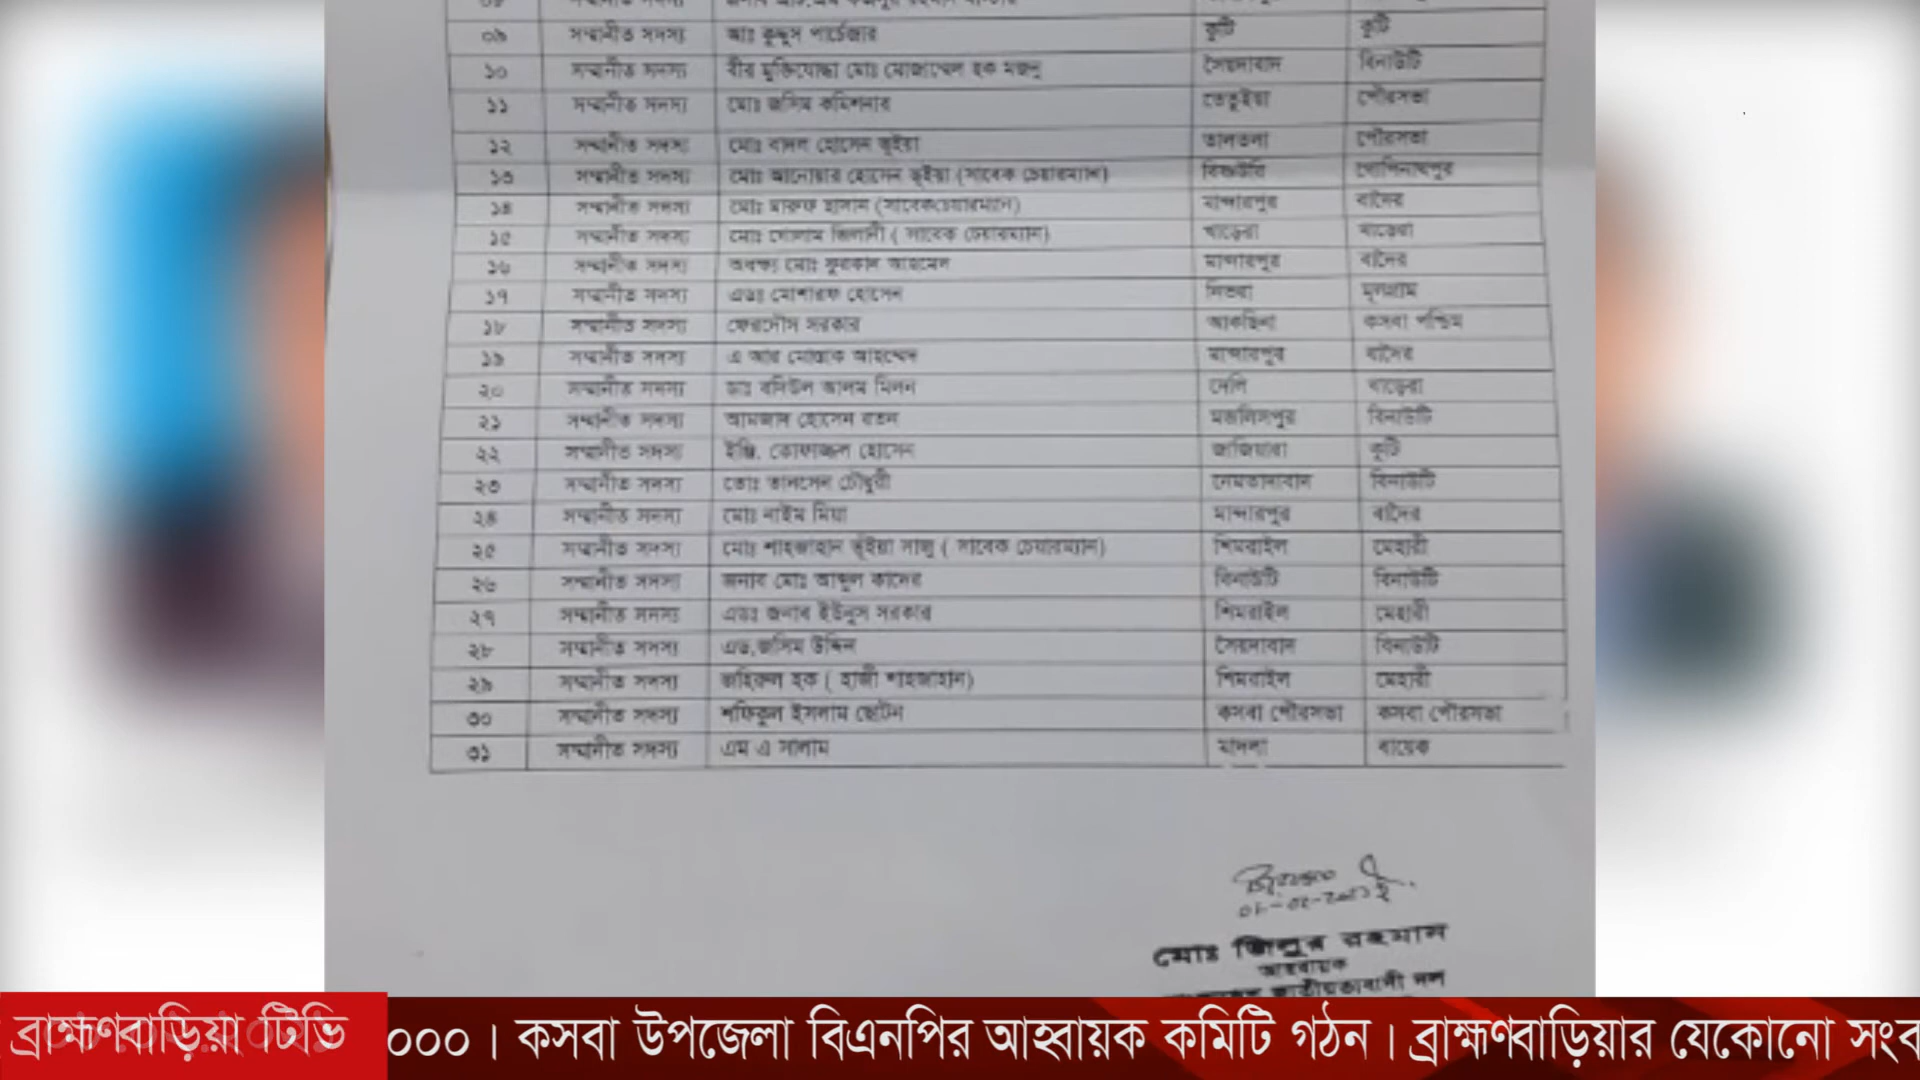 ০৯ সম্মানীত সদস্য আঃ কুদ্দুস পার্চেজার কুটি কুটি
১০ সম্মানীত সদস্য বীর মুক্তিযোদ্ধা মোঃ মোজাম্মেল হক মজনু সৈয়দাবাদ বিনাউটি
১১ সম্মানীত সদস্য মোঃ জসিম কমিশনার তেতুইয়া পৌরসভা
১২ সম্মানীত সদস্য মোঃ বাদল হোসেন ভূইয়া তালতলা পৌরসভা
১৩ সম্মানীত সদস্য মোঃ আনোয়ার হোসেন ভূইয়া (সাবেক চেয়ারম্যান) গোপিনাথপুর
১৪ সম্মানীত সদস্য মোঃ মারুফ হাসান (সাবেকচেয়ারম্যান) মান্দারপুর বাদৈর
১৫ সম্মানীত সদস্য মোঃ গোলাম জিলানী ( সাবেক চেয়ারম্যান) খাড়েরা খাড়েরা
১৬ সম্মানীত সদস্য মোঃ ফুরকান আহমেদ মান্দারপুর বাদৈর
১৭ সম্মানীত সদস্য এডঃ মোশারফ হোসেন মূলগ্রাম
১৮ সম্মানীত সদস্য ফেরদৌস সরকার আকছিনা কসবা পশ্চিম
১৯ সম্মানীত সদস্য এ আর মোস্তাক আহম্মেদ মান্দারপুর বাদৈর
২০ সম্মানীত সদস্য ডাঃ আলম মিলন দেলি খাড়েরা
২১ সম্মানীত সদস্য আমজাদ হোসেন রতন মজলিসপুর বিনাউটি
২২ সম্মানীত সদস্য ইঞ্জি. তোফাজ্জল হোসেন জাজিয়ারা কুটি
২৩ সম্মানীত সদস্য তানসেন চৌধুরী নেমতাবাদ বিনাউটি
২৪ সম্মানীত সদস্য মোঃ নাইম মিয়া মান্দারপুর বাদৈর
২৫ সম্মানীত সদস্য মোঃ শাহজাহান ভূইয়া সাজু ( সাবেক চেয়ারম্যান) শিমরাইল মেহারী
২৬ সম্মানীত সদস্য জনাব মোঃ আব্দুল কাদের বিনাউটি বিনাউটি
২৭ সম্মানীত সদস্য এডঃ জনাব ইউনুস সরকার শিমরাইল মেহারী
২৮ সম্মানীত সদস্য এড.জসিম উদ্দিন সৈয়দাবাদ বিনাউটি
২৯ সম্মানীত সদস্য জহিরুল হক ( হাজী শাহজাহান) শিমরাইল মেহারী
৩০ সম্মানীত সদস্য শফিকুল ইসলাম ছোটন কসবা পৌরসভা কসবা পৌরসভা
৩১ সম্মানীত সদস্য এম এ সালাম মাদলা বায়েক
মোঃ জিলুর রহমান
আহবায়ক
জাতীয়তাবাদী দল
ব্রাহ্মণবাড়িয়া টিভি
০০০ । কসবা উপজেলা বিএনপির আহ্বায়ক কমিটি গঠন । ব্রাহ্মণবাড়িয়ার যেকোনো সংব